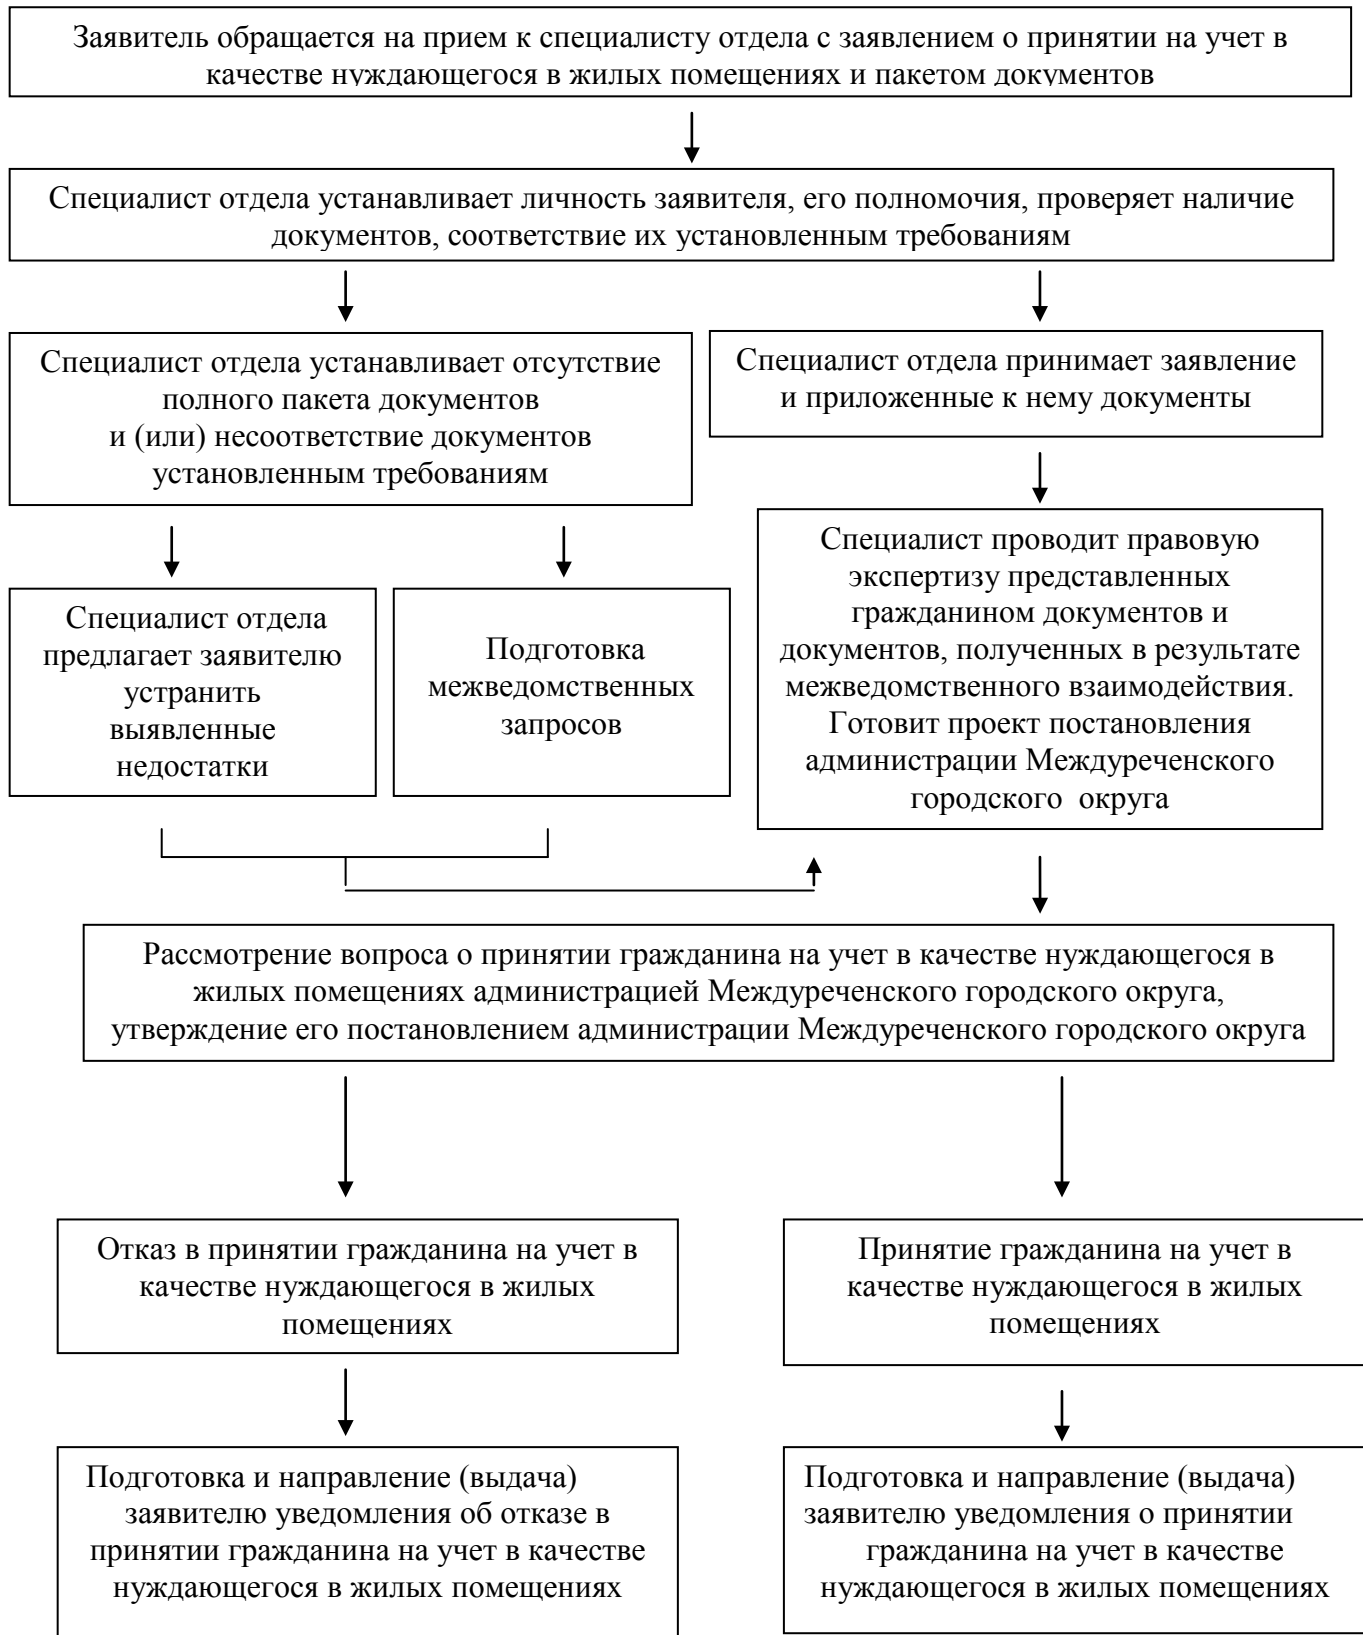 Заявитель обращается на прием к специалисту отдела с заявлением о принятии на учет в
качестве нуждающегося в жилых помещениях и пакетом документов
Специалист отдела устанавливает личность заявителя, его полномочия, проверяет наличие
документов, соответствие их установленным требованиям
Специалист отдела устанавливает отсутствие
полного пакета документов
и (или) несоответствие документов
установленным требованиям
Специалист отдела принимает заявление
и приложенные к нему документы
Специалист отдела
предлагает заявителю
устранить
выявленные
недостатки
Подготовка
межведомственных
запросов
Специалист проводит правовую
экспертизу представленных
гражданином документов и
документов, полученных в результате
межведомственного взаимодействия.
Готовит проект постановления
администрации Междуреченского
городского округа
Рассмотрение вопроса о принятии гражданина на учет в качестве нуждающегося в
жилых помещениях администрацией Междуреченского городского округа,
утверждение его постановлением администрации Междуреченского городского округа
Отказ в принятии гражданина на учет в
качестве нуждающегося в жилых
помещениях
Принятие гражданина на учет в
качестве нуждающегося в жилых
помещениях
Подготовка и направление (выдача)
заявителю уведомления об отказе в
принятии гражданина на учет в качестве
нуждающегося в жилых помещениях
Подготовка и направление (выдача)
заявителю уведомления о принятии
гражданина на учет в качестве
нуждающегося в жилых помещениях